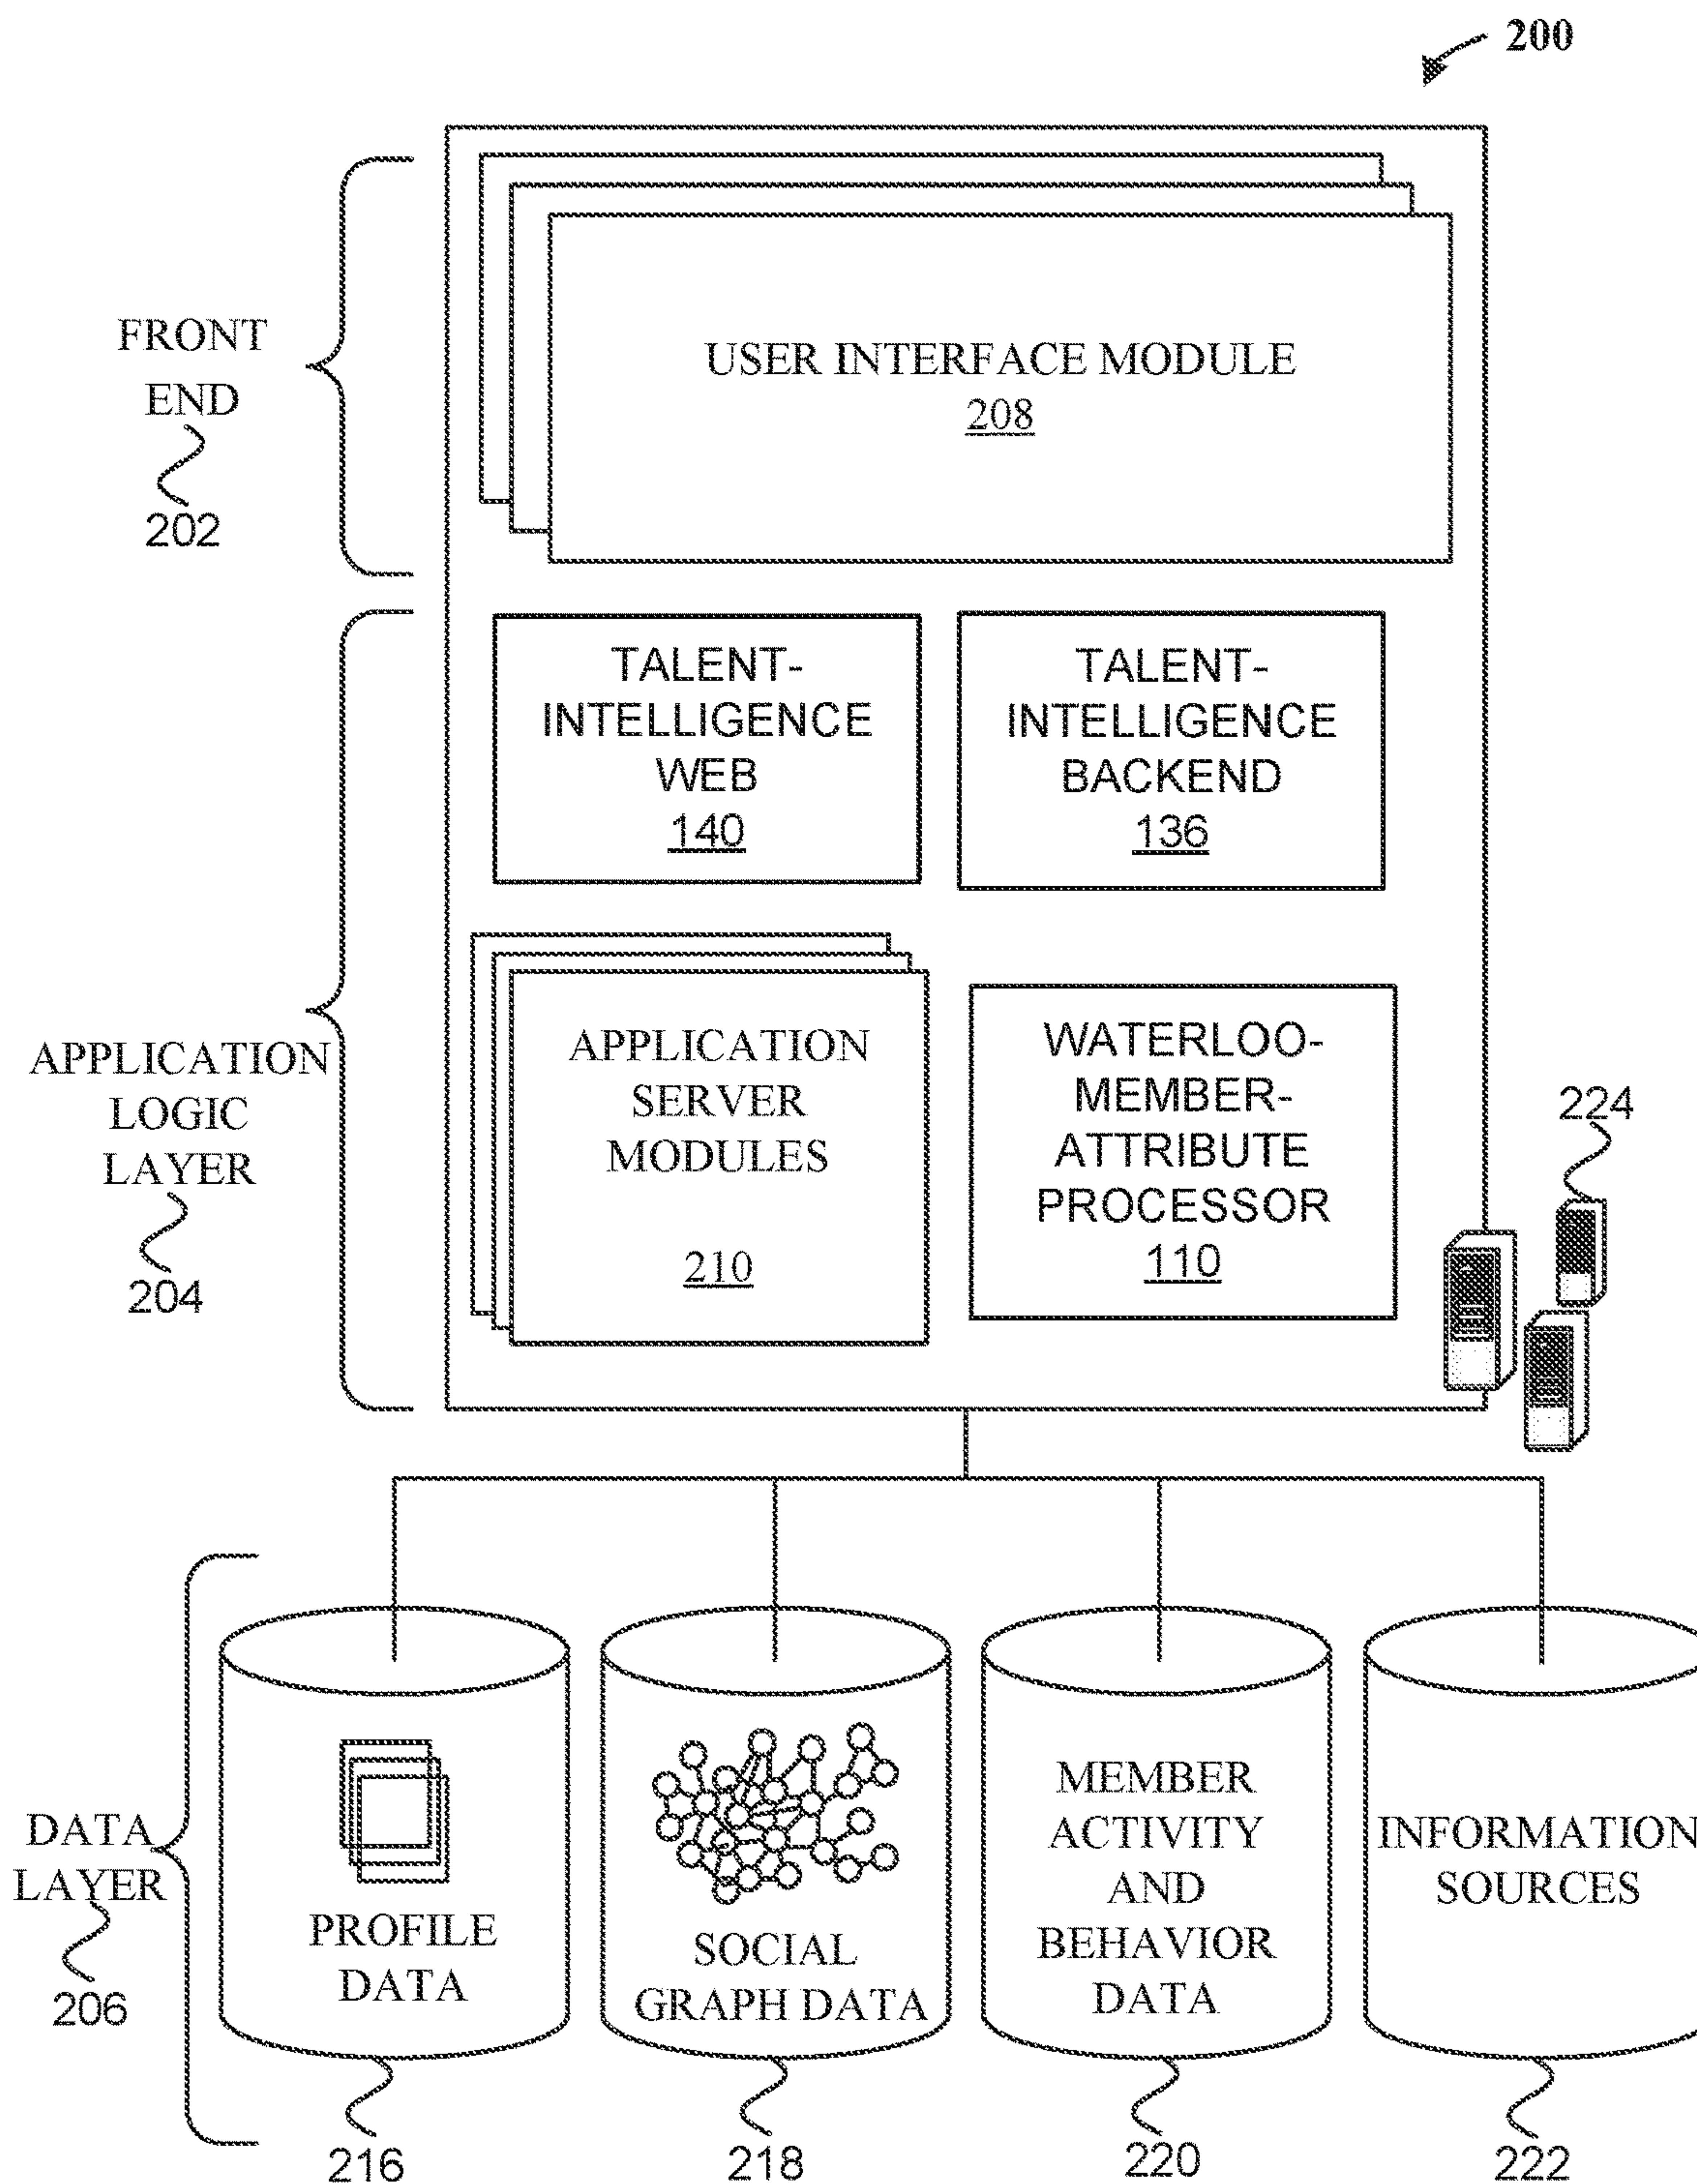 200
FRONT
END
202
USER INTERFACE MODULE
208
TALENT-
INTELLIGENCE
WEB
140
TALENT-
INTELLIGENCE
BACKEND
136
APPLICATION
LOGIC
LAYER
204
APPLICATION
SERVER
MODULES
210
WATERLOO-
MEMBER-
ATTRIBUTE
PROCESSOR
110
224
DATA
LAYER
206
PROFILE
DATA
216
SOCIAL
GRAPH DATA
218
MEMBER
ACTIVITY
AND
BEHAVIOR
DATA
220
INFORMATION
SOURCES
222